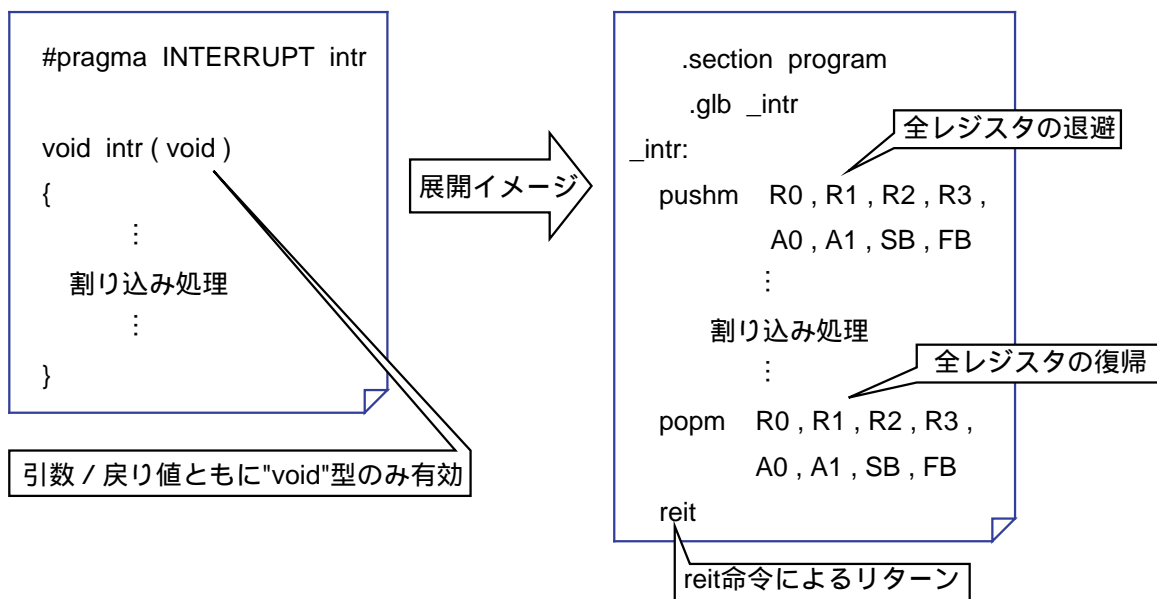 #pragma INTERRUPT intr
void intr ( void )
{
⋮
割り込み処理
⋮
}
引数 / 戻り値ともに"void"型のみ有効
展開イメージ
.section program
.glb _intr
全レジスタの退避
_intr:
pushm R0 , R1 , R2 , R3 ,
A0 , A1 , SB , FB
⋮
割り込み処理
⋮
全レジスタの復帰
popm R0 , R1 , R2 , R3 ,
A0 , A1 , SB , FB
reit
reit命令によるリターン